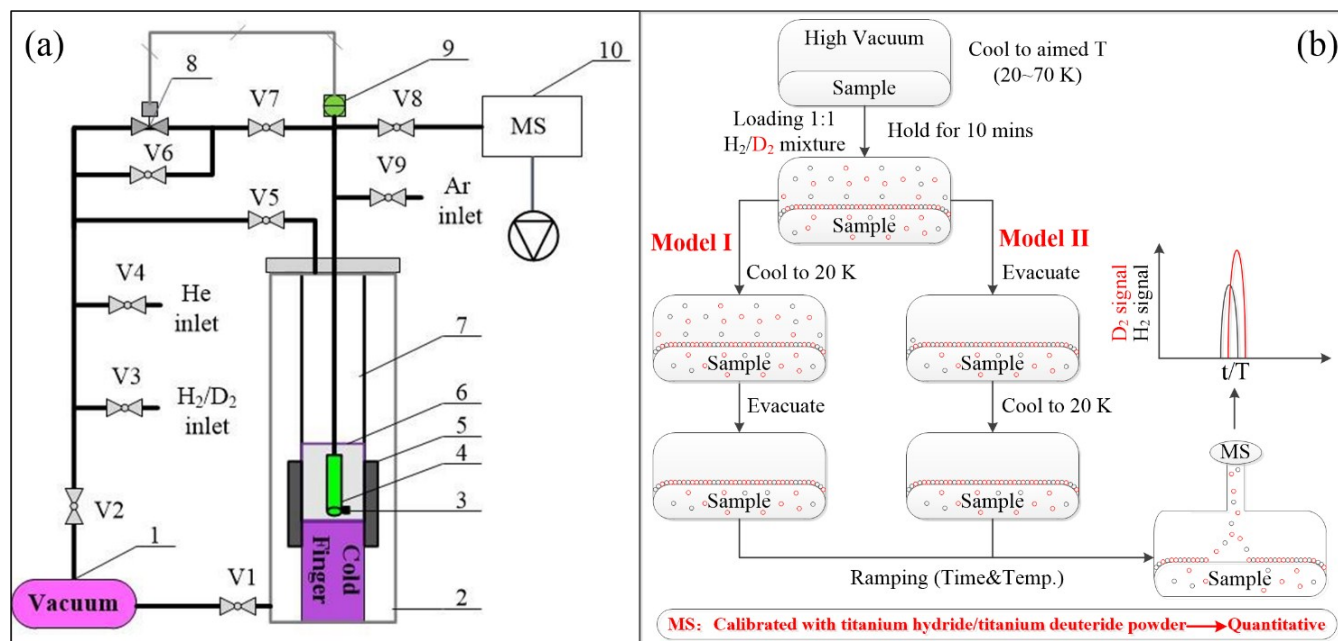 (a)
9
10
8
V7
V8
MS
V6
V9
Ar
inlet
V5
V4
He
inlet
7
V3
H₂/D₂
inlet
6
5
4
V2
3
1
Cold
Finger
V1
Vacuum
2
(b)
High Vacuum
Sample
Cool to aimed T
(20~70 K)
Loading 1:1
H₂/D₂ mixture
Hold for 10 mins
Sample
Model I
Model II
Cool to 20 K
Evacuate
D₂ signal
H₂ signal
t/T
Sample
Sample
Evacuate
Cool to 20 K
MS
Sample
Sample
Ramping (Time&Temp.)
Sample
MS: Calibrated with titanium hydride/titanium deuteride powder Quantitative